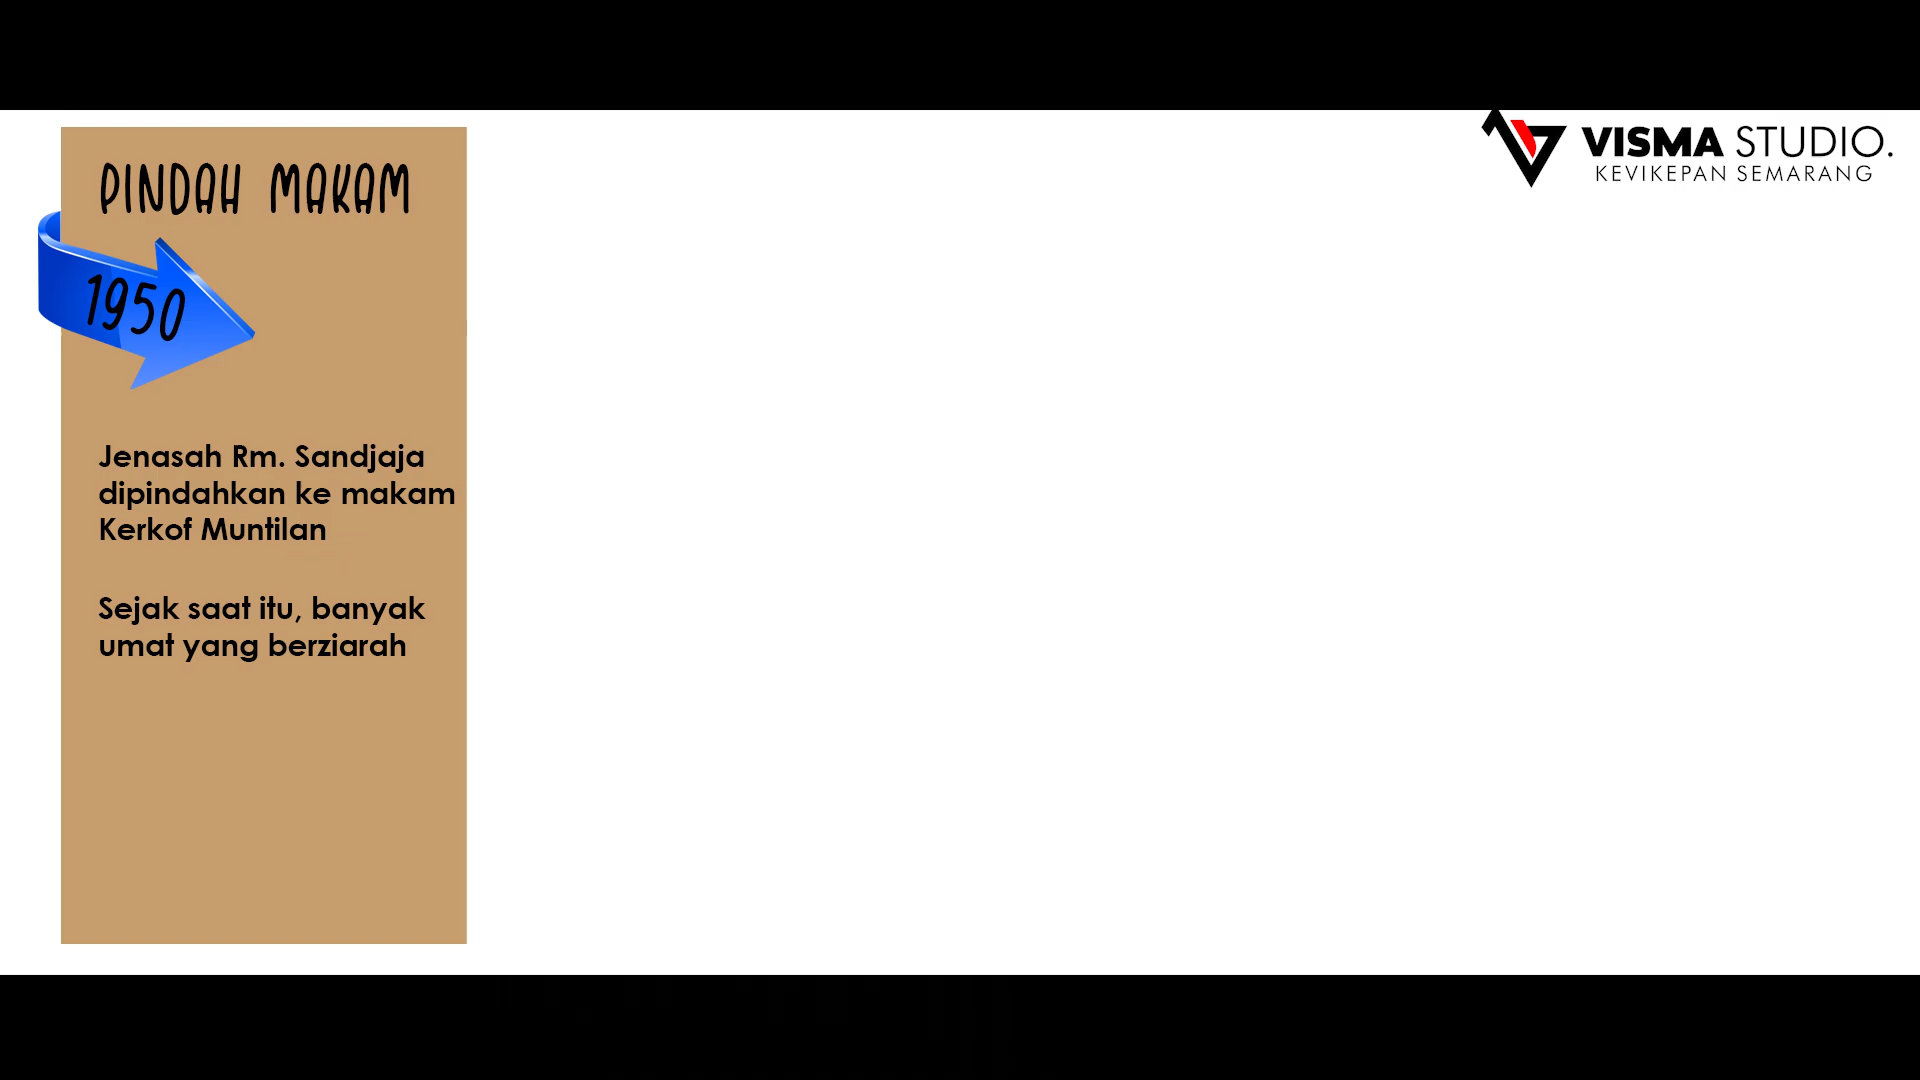 PINDAH MAKAM
1950
Jenasah Rm. Sandjaja
dipindahkan ke makam
Kerkof Muntilan
Sejak saat itu, banyak
umat yang berziarah
VISMA STUDIO.
KEVIKEPAN SEMARANG